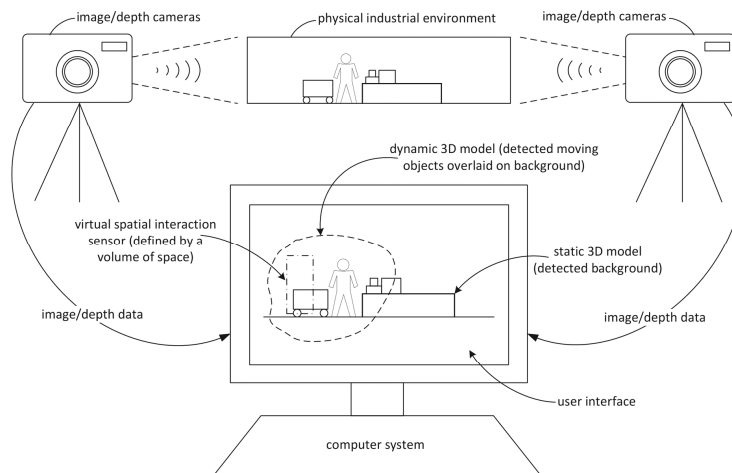 image/depth cameras
physical industrial environment
image/depth cameras
dynamic 3D model (detected moving
objects overlaid on background)
virtual spatial interaction
sensor (defined by a
volume of space)
static 3D model
(detected background)
image/depth data
image/depth data
user interface
computer system